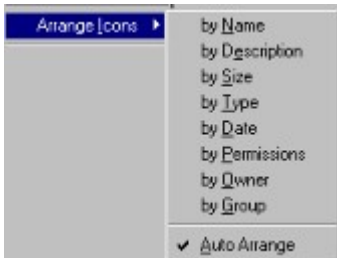 Arrange Icons
by Name
by Description
by Size
by Type
by Date
by Permissions
by Owner
by Group
Auto Arrange